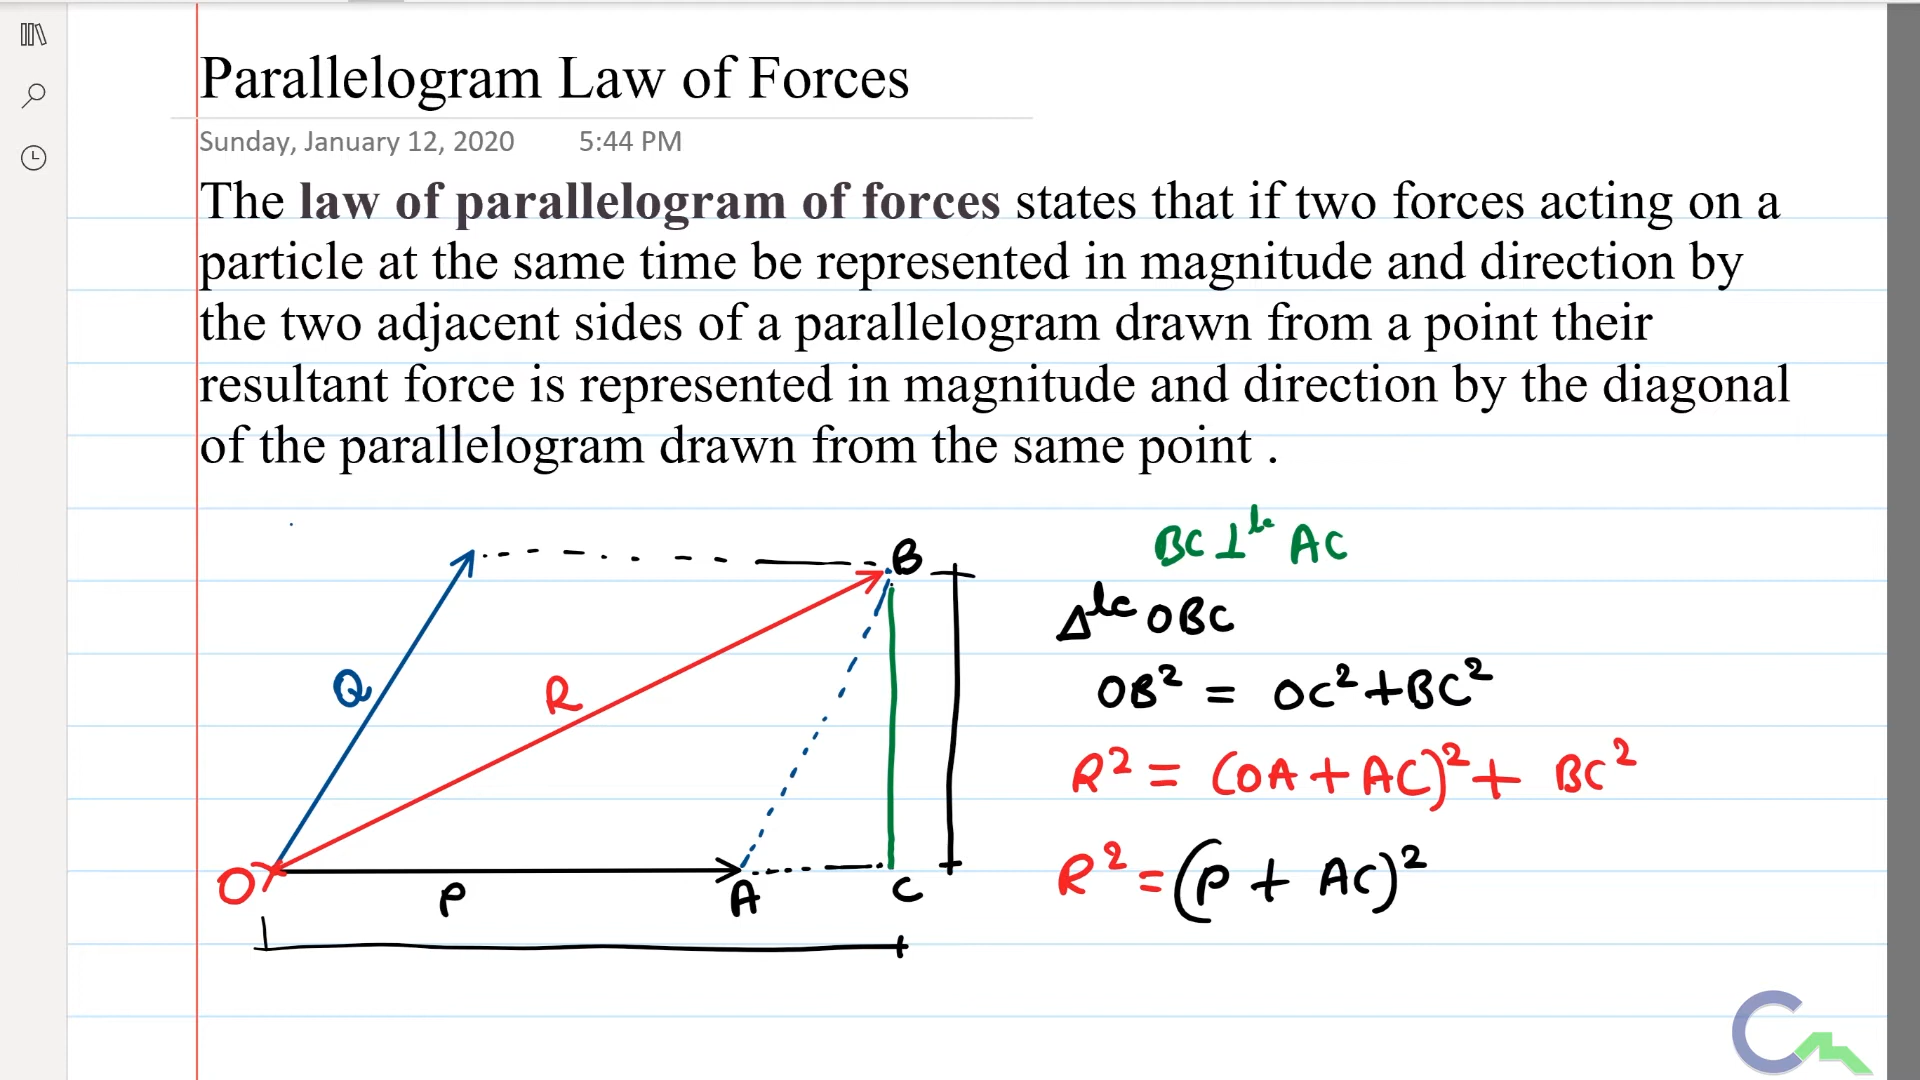 Parallelogram Law of Forces
Sunday, January 12, 2020 5:44 PM
The law of parallelogram of forces states that if two forces acting on a
particle at the same time be represented in magnitude and direction by
the two adjacent sides of a parallelogram drawn from a point their
resultant force is represented in magnitude and direction by the diagonal
of the parallelogram drawn from the same point .
BC ⊥le AC
B
Δle OBC
Q
R
OB² = OC² + BC²
R² = (OA + AC)² + BC²
O
P
A
C
R² = (P + AC)²